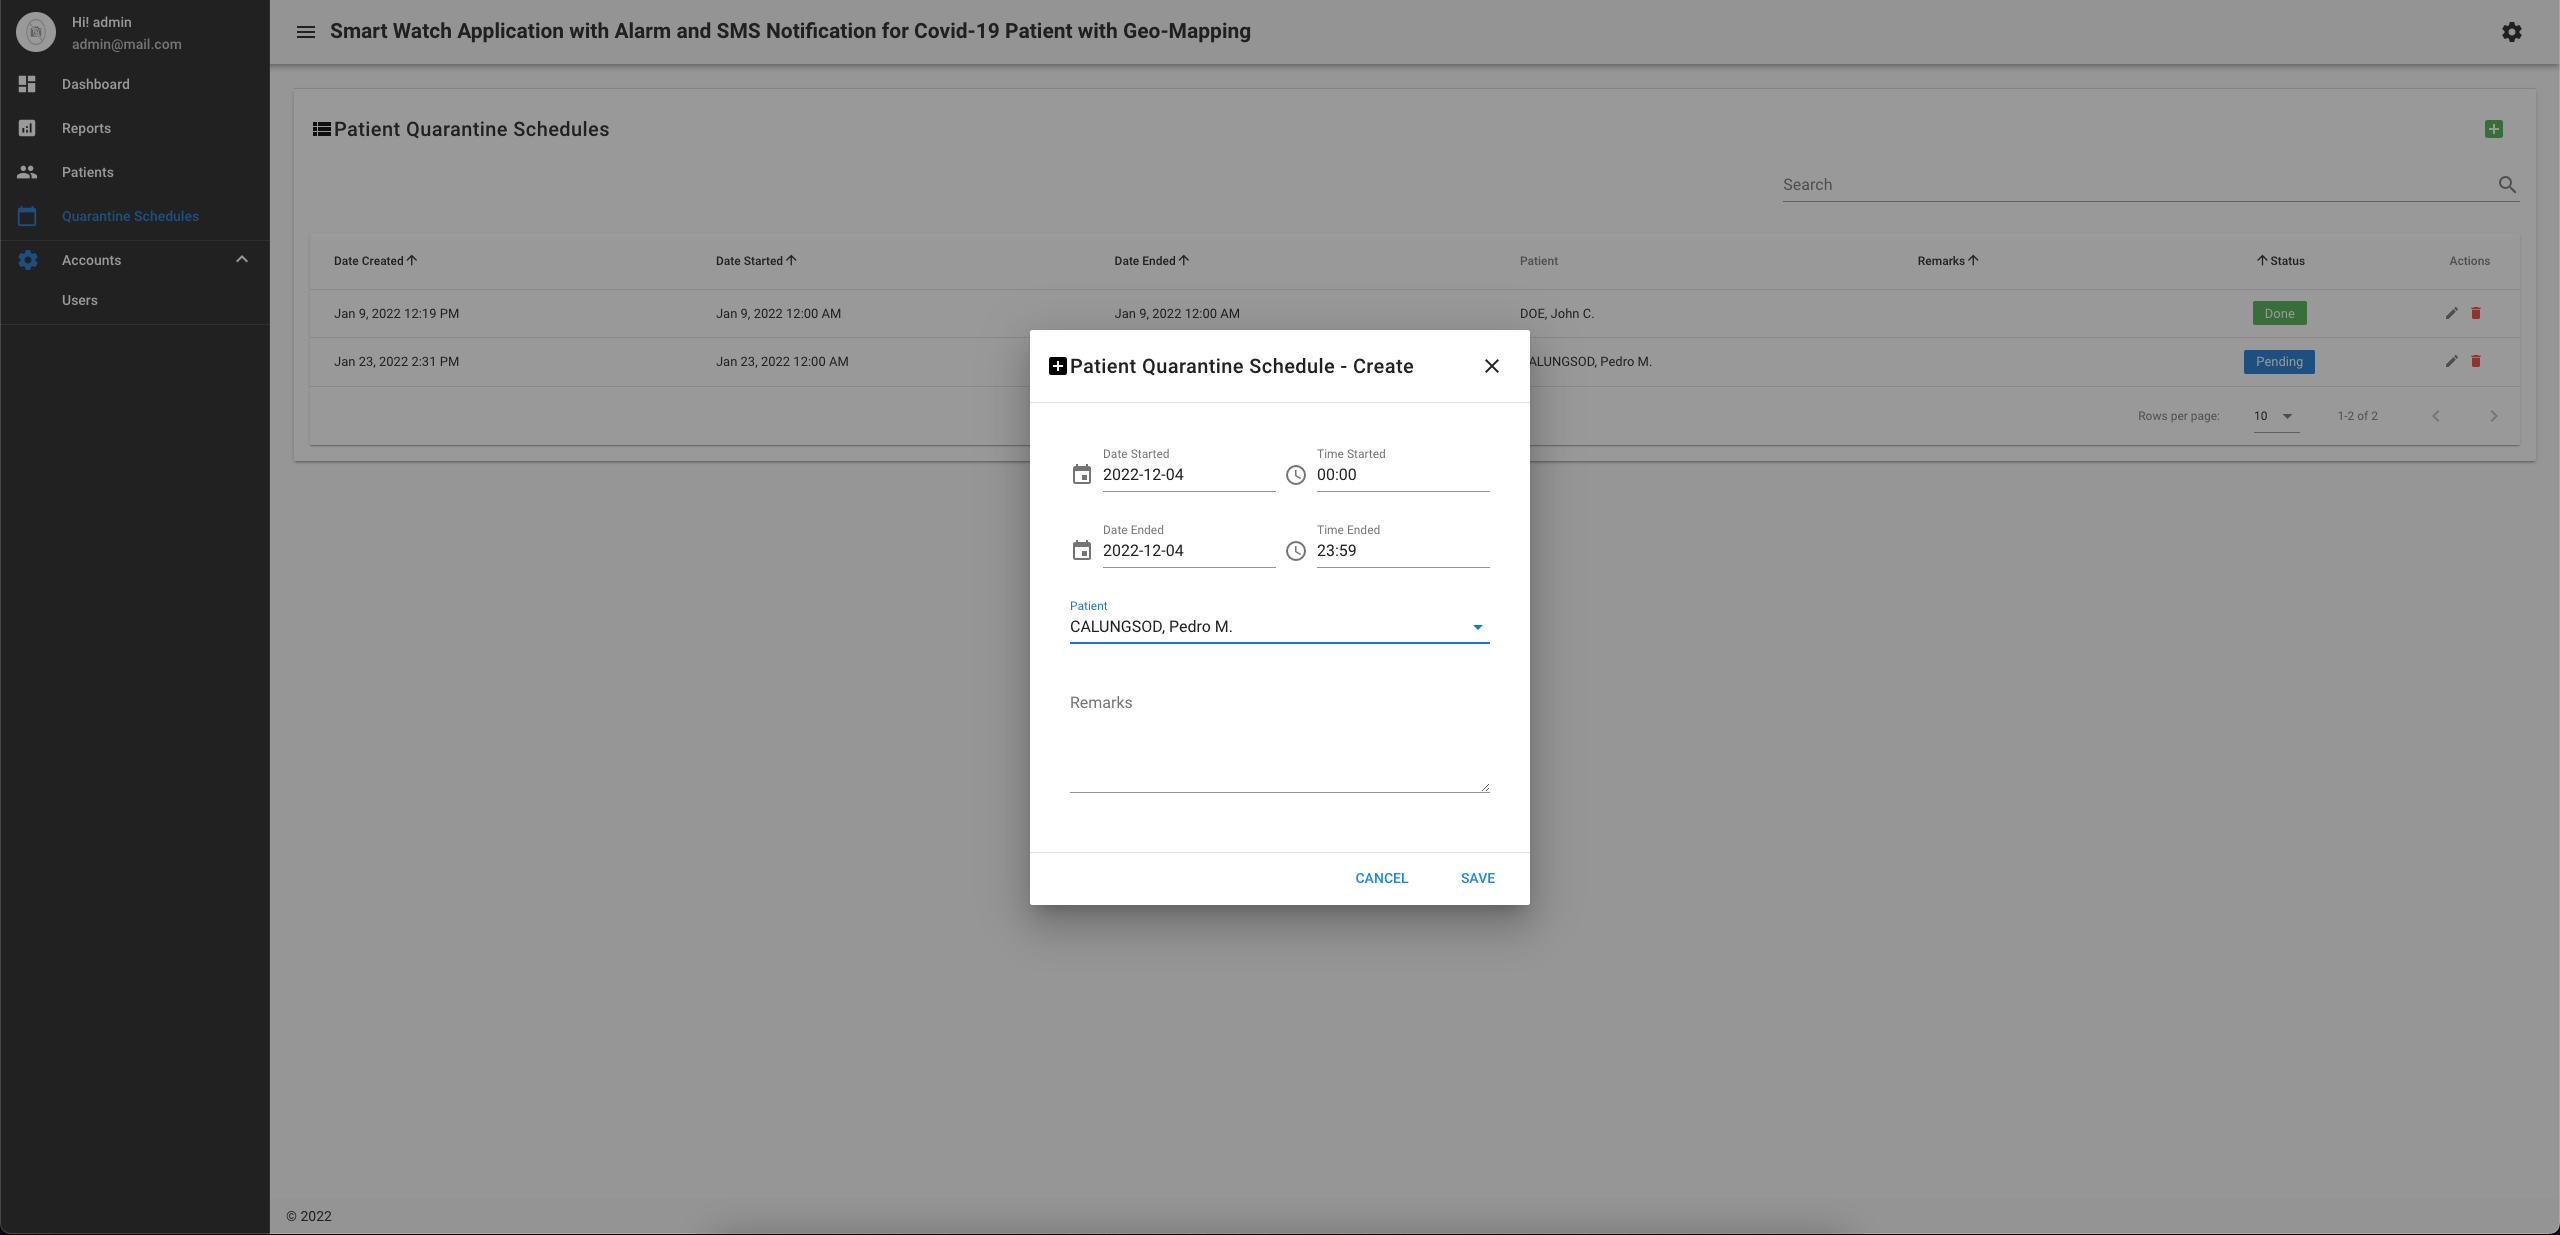 Hi! admin
admin@mail.com
Dashboard
Reports
Patients
Quarantine Schedules
Accounts
Users
Smart Watch Application with Alarm and SMS Notification for Covid-19 Patient with Geo-Mapping
Patient Quarantine Schedules
Search
Date Created Date Started Date Ended Patient Remarks Status Actions
Jan 9, 2022 12:19 PM Jan 9, 2022 12:00 AM Jan 9, 2022 12:00 AM DOE, John C. Done
Jan 23, 2022 2:31 PM Jan 23, 2022 12:00 AM ALUNGSOD, Pedro M. Pending
Rows per page: 10 1-2 of 2
Patient Quarantine Schedule - Create
Date Started Time Started
2022-12-04 00:00
Date Ended Time Ended
2022-12-04 23:59
Patient
CALUNGSOD, Pedro M.
Remarks
CANCEL SAVE
© 2022